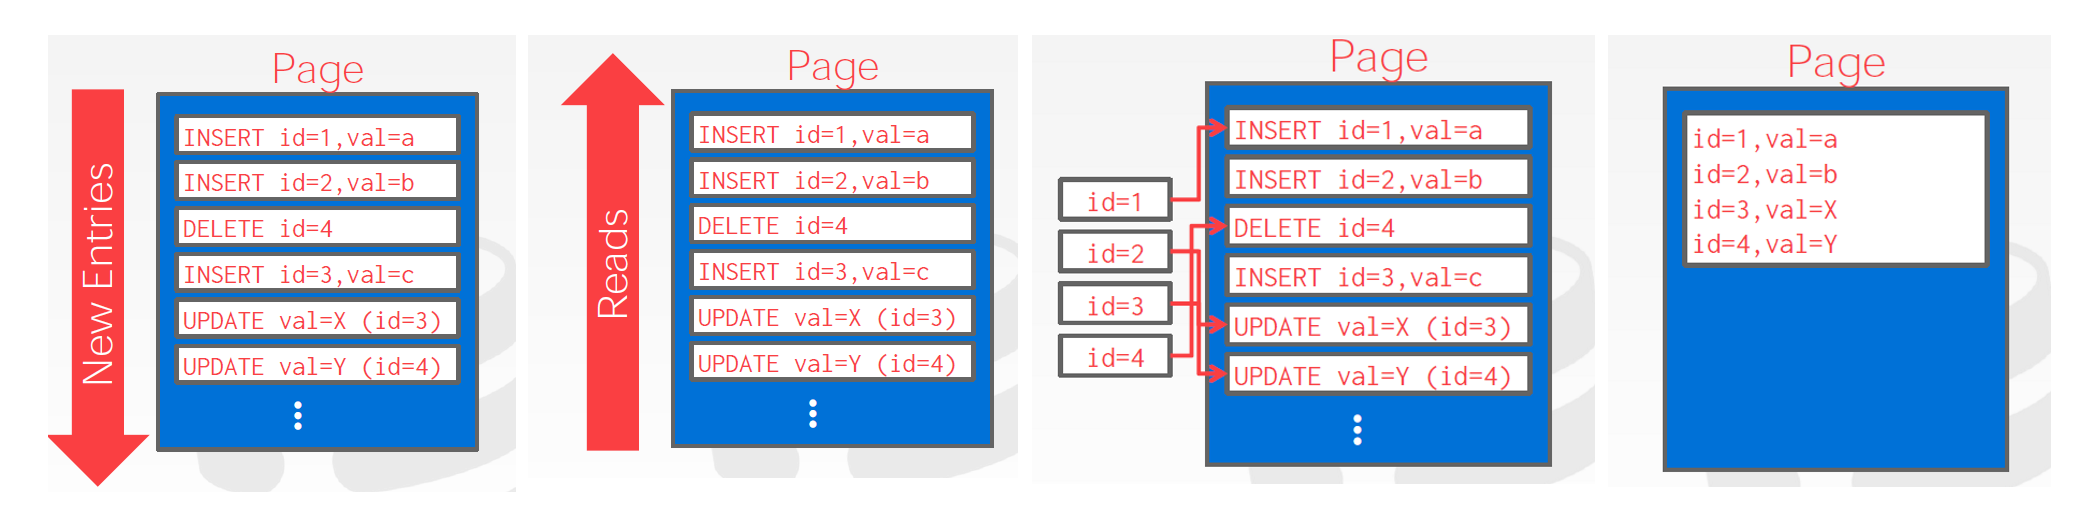 Page
New Entries
INSERT id=1,val=a
INSERT id=2,val=b
DELETE id=4
INSERT id=3,val=c
UPDATE val=X (id=3)
UPDATE val=Y (id=4)
Page
Reads
INSERT id=1,val=a
INSERT id=2,val=b
DELETE id=4
INSERT id=3,val=c
UPDATE val=X (id=3)
UPDATE val=Y (id=4)
Page
id=1
id=2
id=3
id=4
INSERT id=1,val=a
INSERT id=2,val=b
DELETE id=4
INSERT id=3,val=c
UPDATE val=X (id=3)
UPDATE val=Y (id=4)
Page
id=1,val=a
id=2,val=b
id=3,val=X
id=4,val=Y